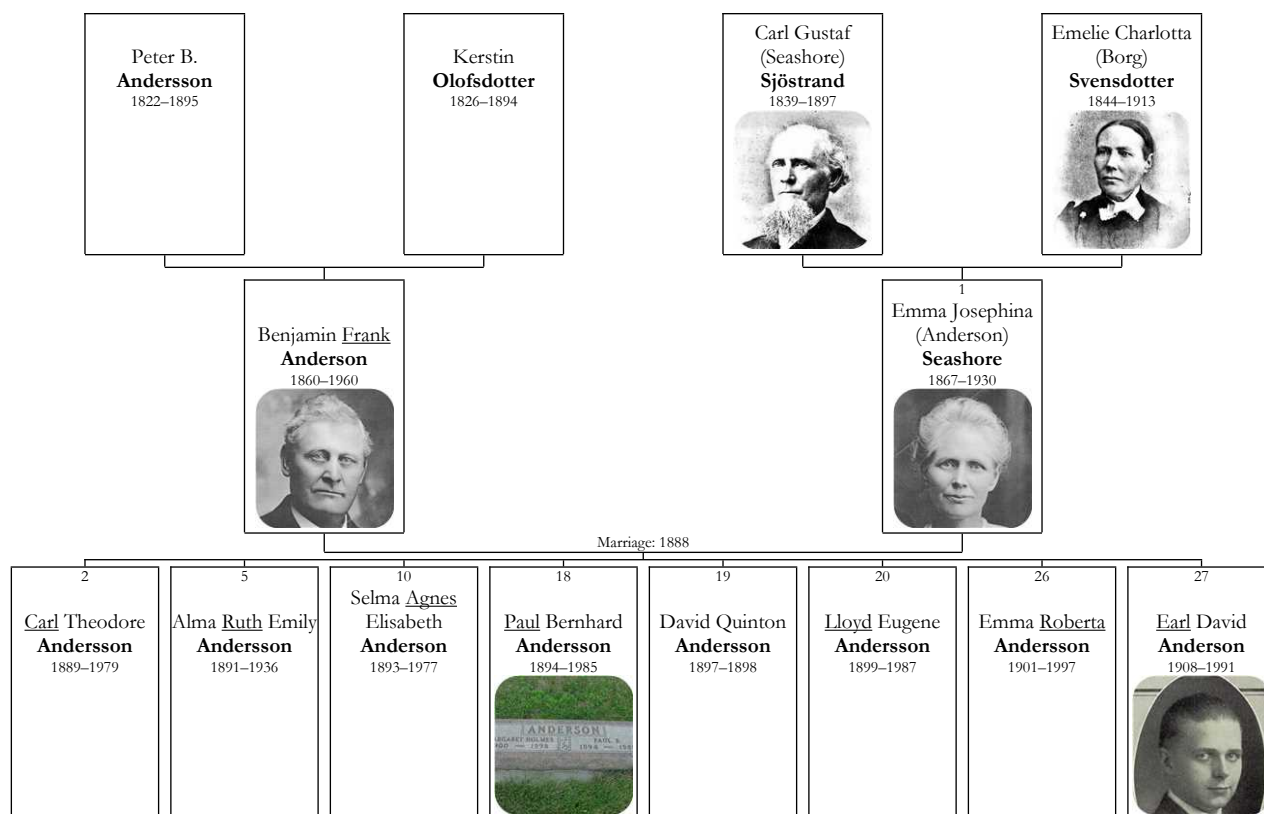 Peter B.
Andersson
1822–1895
Kerstin
Olofsdotter
1826–1894
Carl Gustaf
(Seashore)
Sjöstrand
1839–1897
Emelie Charlotta
(Borg)
Svensdotter
1844–1913
Benjamin Frank
Anderson
1860–1960
1
Emma Josephina
(Anderson)
Seashore
1867–1930
Marriage: 1888
2
Carl Theodore
Andersson
1889–1979
5
Alma Ruth Emily
Andersson
1891–1936
10
Selma Agnes
Elisabeth
Anderson
1893–1977
18
Paul Bernhard
Andersson
1894–1985
ANDERSON
HOLMES
PAUL B.
19
David Quinton
Andersson
1897–1898
20
Lloyd Eugene
Andersson
1899–1987
26
Emma Roberta
Andersson
1901–1997
27
Earl David
Anderson
1908–1991